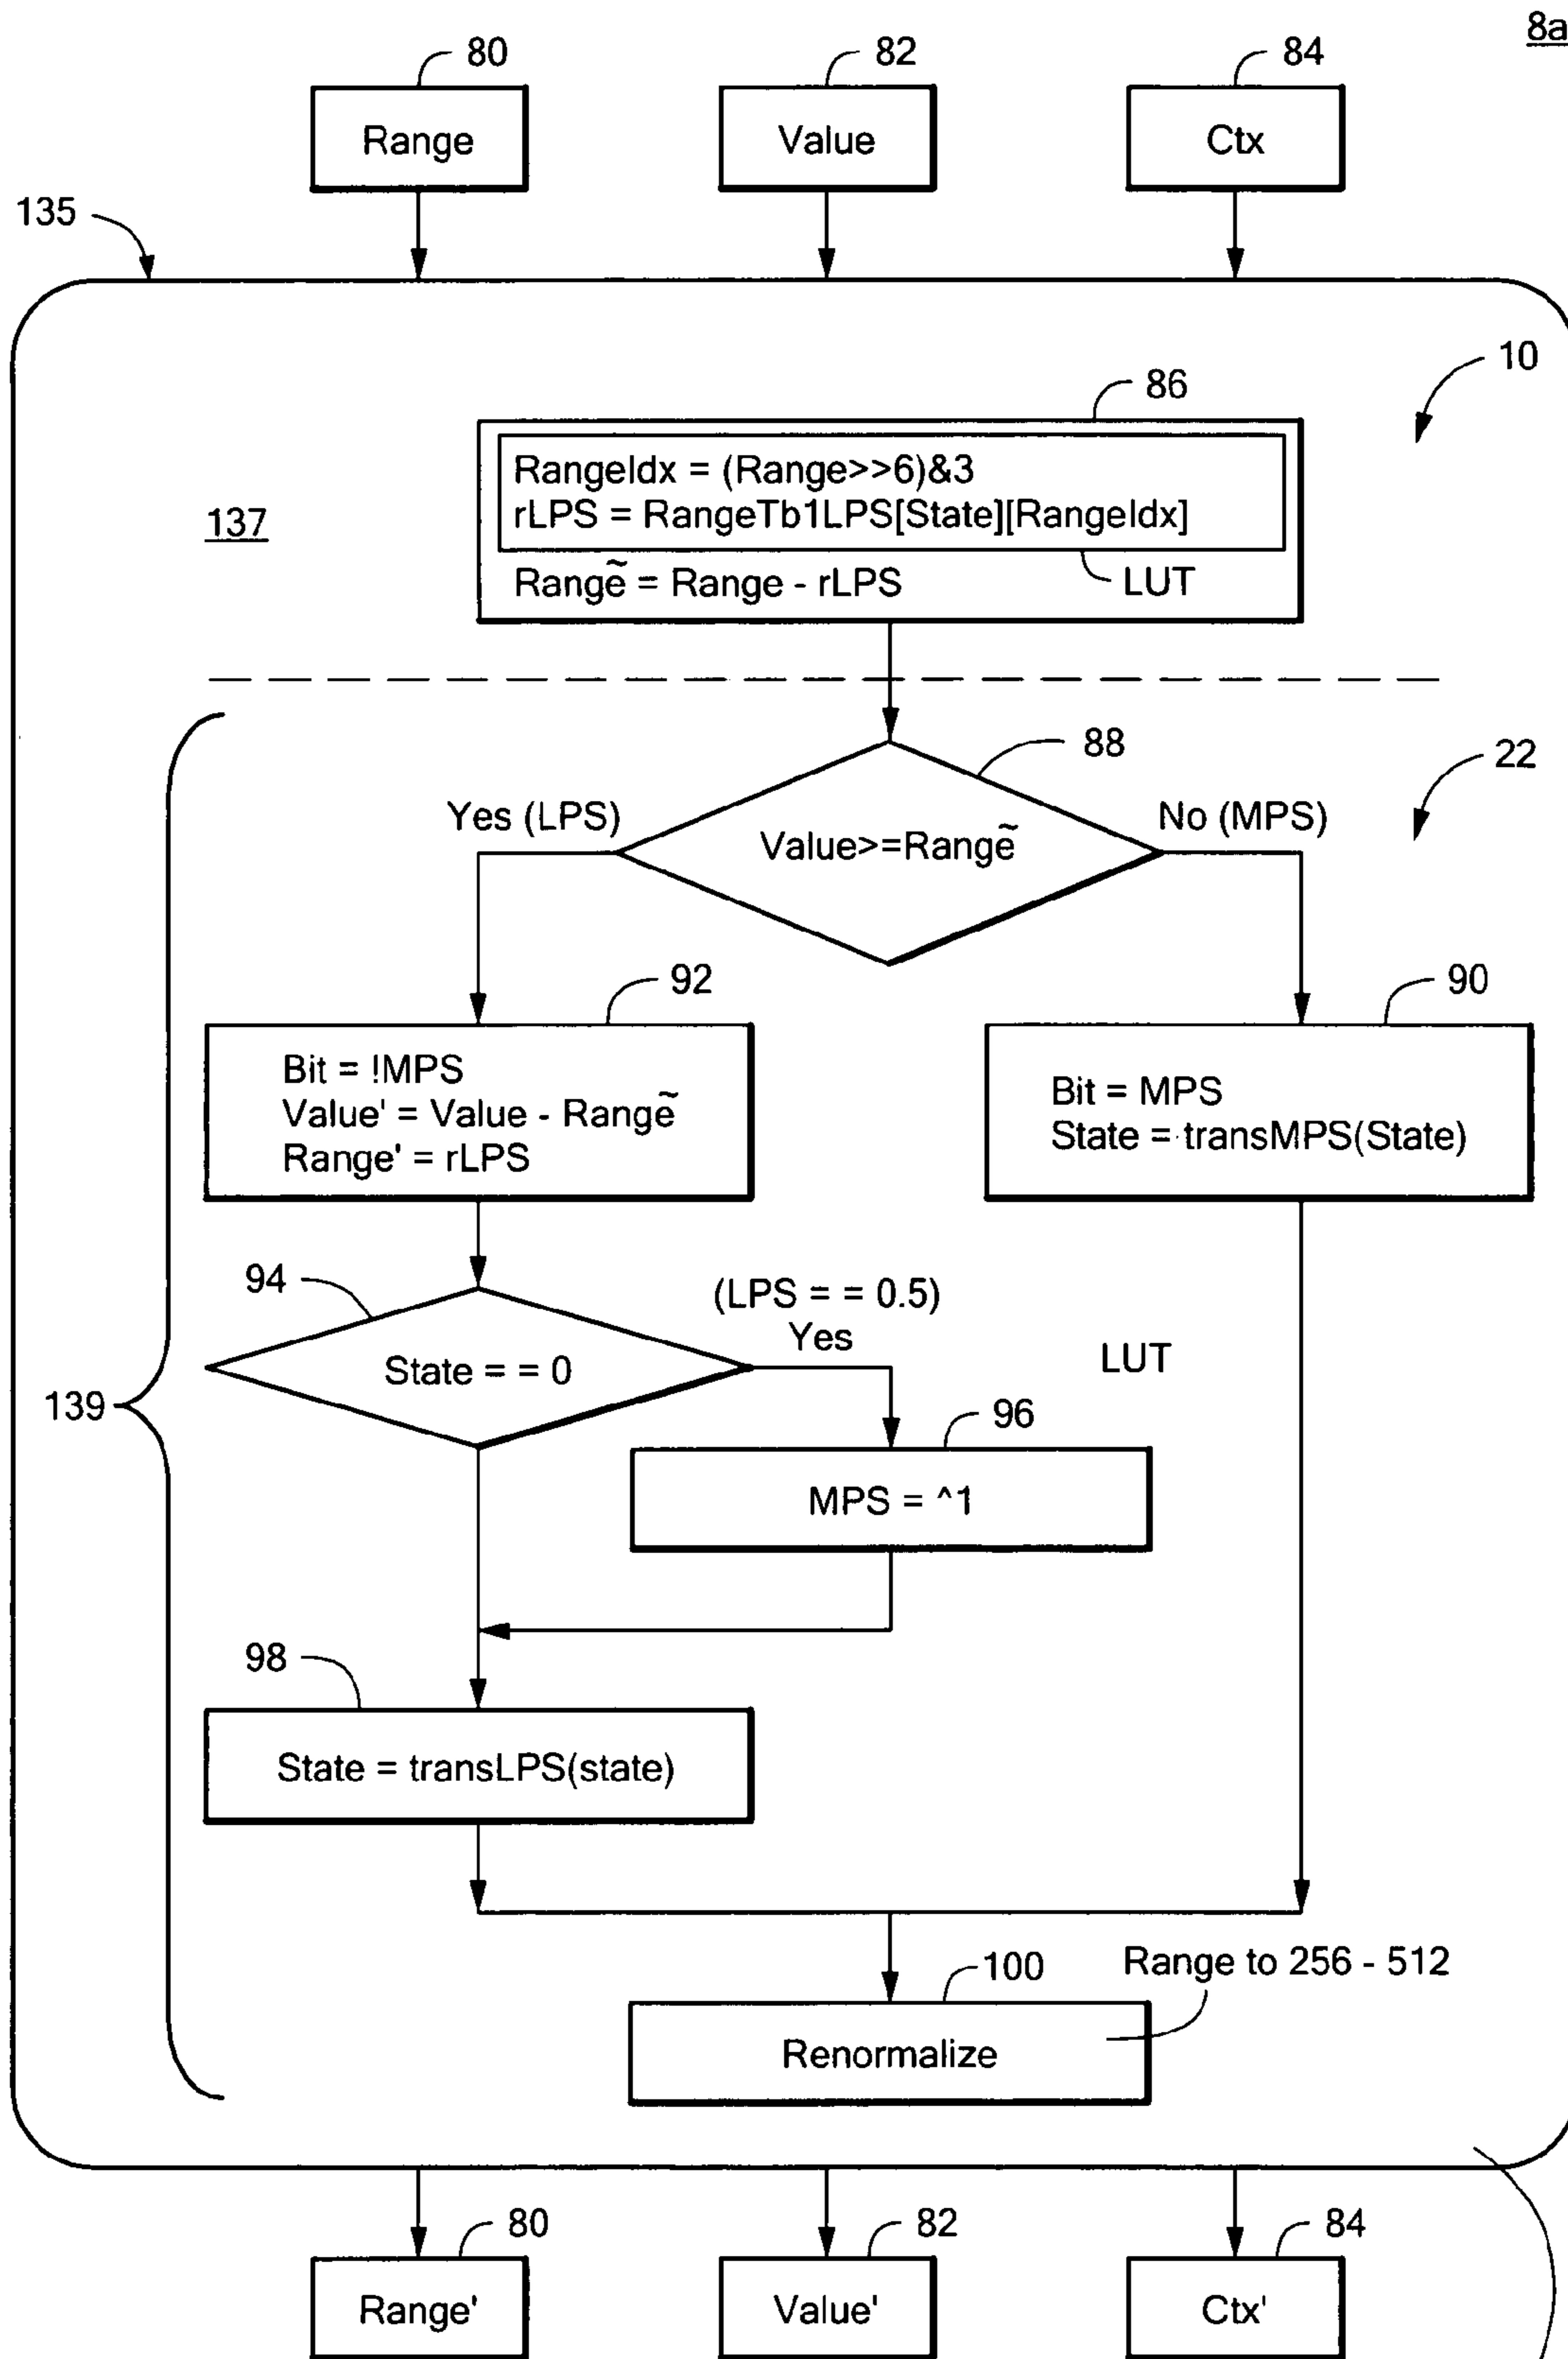 8a
80
82
84
Range
Value
Ctx
135
10
86
RangeIdx = (Range>>6)&3
rLPS = RangeTb1LPS[State][RangeIdx]
137
Rangẽ = Range - rLPS
LUT
88
22
Yes (LPS)
No (MPS)
Value>=Rangẽ
92
90
Bit = !MPS
Value' = Value - Rangẽ
Range' = rLPS
Bit = MPS
State = transMPS(State)
94
(LPS = = 0.5)
Yes
LUT
State = = 0
139
96
MPS = ^1
98
State = transLPS(state)
100
Range to 256 - 512
Renormalize
80
82
84
Range'
Value'
Ctx'